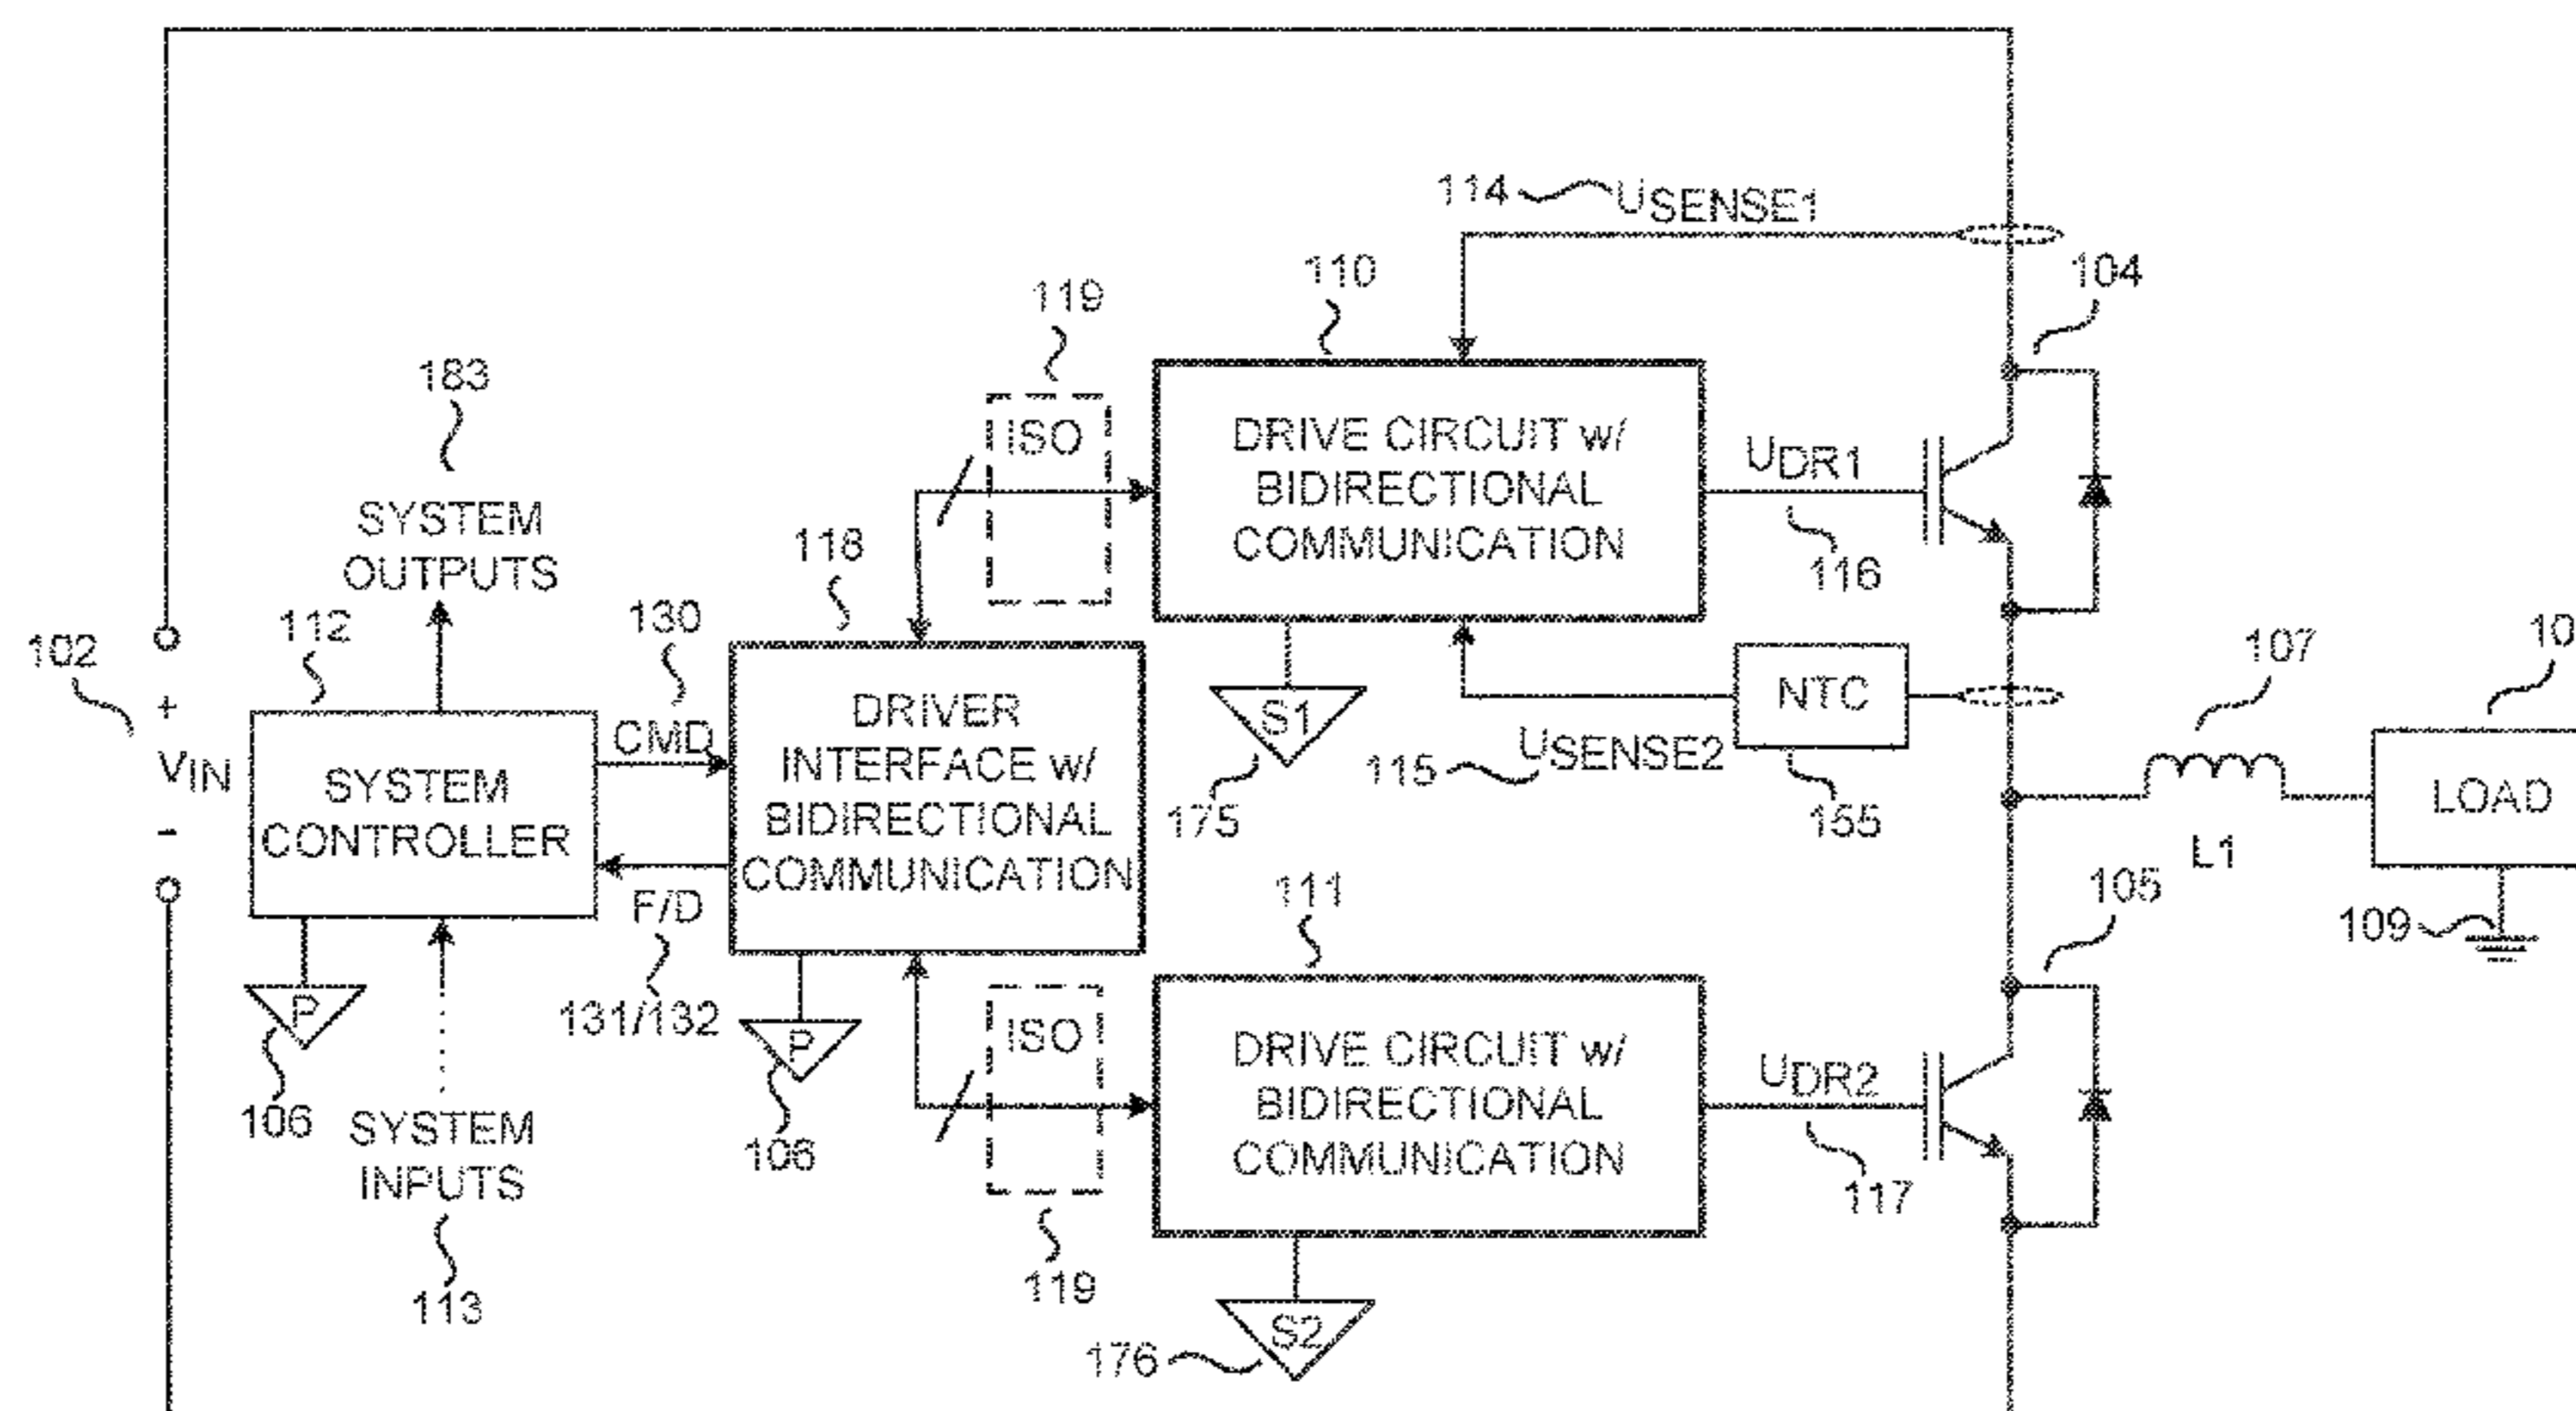 114 USENSE1
110
104
119
183
ISO
DRIVE CIRCUIT w/
BIDIRECTIONAL
COMMUNICATION
UDR1
116
SYSTEM
OUTPUTS
118
130
112
102
+
VIN
-
SYSTEM
CONTROLLER
CMD
F/D
131/132
DRIVER
INTERFACE w/
BIDIRECTIONAL
COMMUNICATION
S1
175
NTC
USENSE2
115
155
107
L1
10
LOAD
109
105
111
P
106
P
106
SYSTEM
INPUTS
113
ISO
119
DRIVE CIRCUIT w/
BIDIRECTIONAL
COMMUNICATION
UDR2
117
S2
176